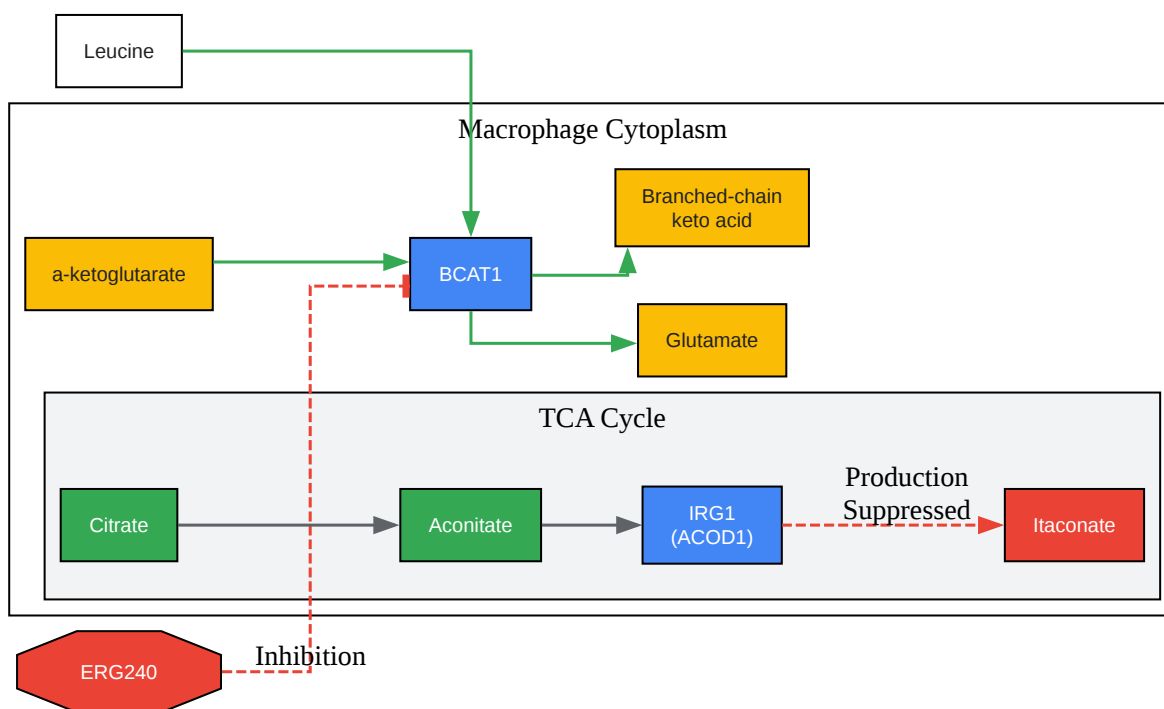 Leucine
Macrophage Cytoplasm
Branched-chain
keto acid
a-ketoglutarate
BCAT1
Glutamate
TCA Cycle
Production
Suppressed
Citrate
Aconitate
IRG1
(ACOD1)
Itaconate
Inhibition
ERG240